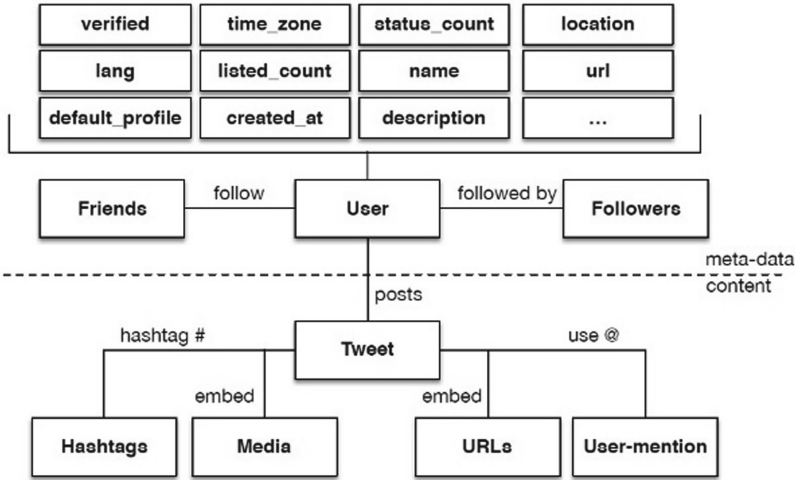 verified time_zone status_count location
lang listed_count name url
default_profile created_at description ...
follow followed by
Friends User Followers
meta-data
content
posts
hashtag # Tweet use @
embed embed
Hashtags Media URLs User-mention